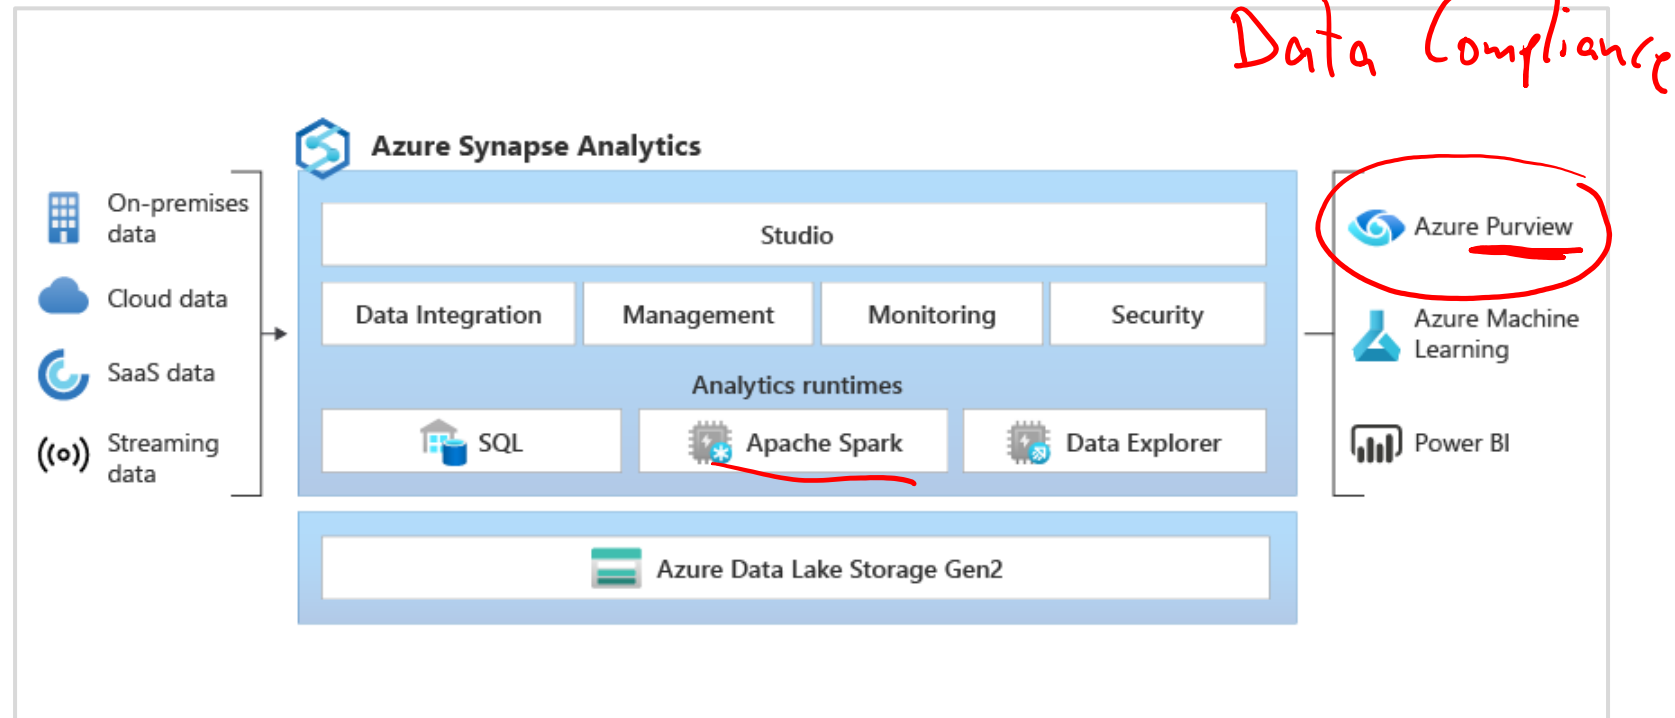 Data Compliance
Azure Synapse Analytics
On-premises
data
Cloud data
SaaS data
Streaming
data
Studio
Data Integration
Management
Monitoring
Security
Analytics runtimes
SQL
Apache Spark
Data Explorer
Azure Data Lake Storage Gen2
Azure Purview
Azure Machine
Learning
Power BI